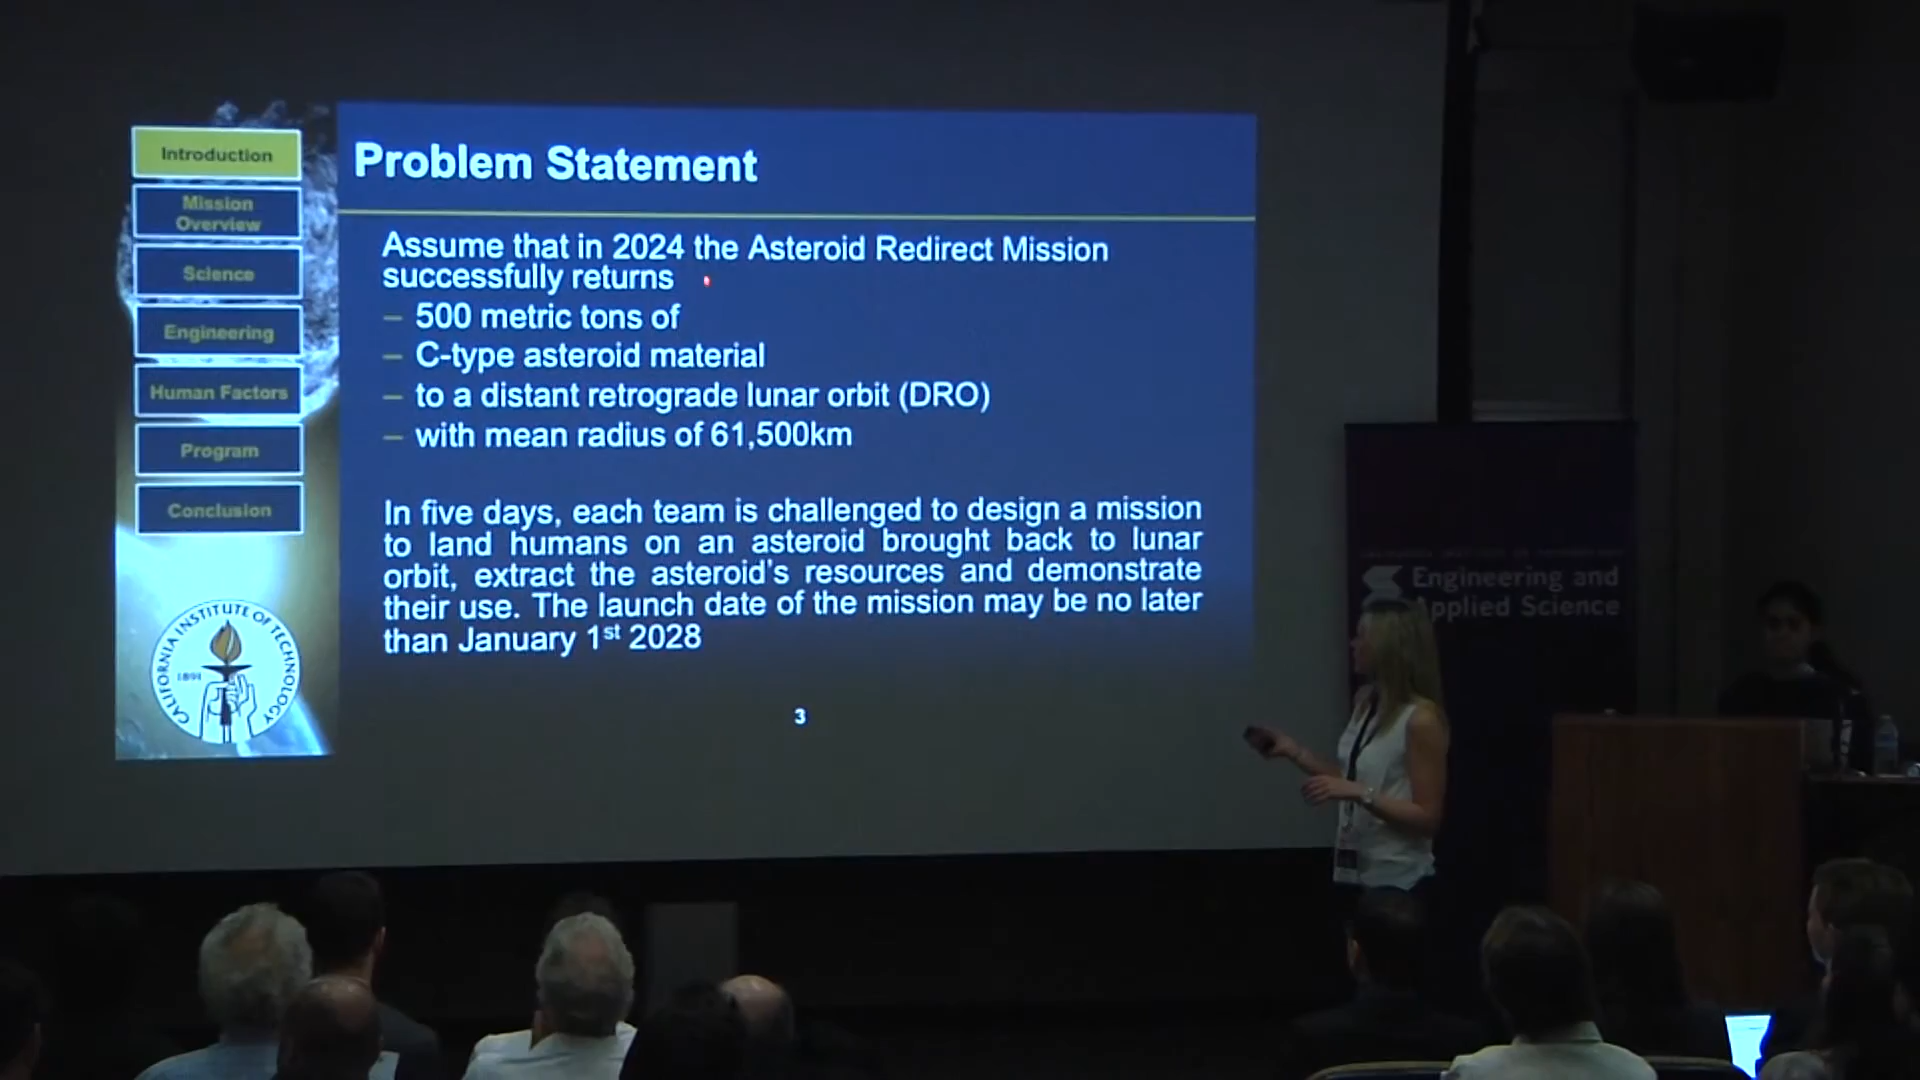 Introduction
Mission
Overview
Science
Engineering
Human Factors
Program
Conclusion
CALIFORNIA INSTITUTE OF TECHNOLOGY
1891
Problem Statement
Assume that in 2024 the Asteroid Redirect Mission
successfully returns
– 500 metric tons of
– C-type asteroid material
– to a distant retrograde lunar orbit (DRO)
– with mean radius of 61,500km
In five days, each team is challenged to design a mission
to land humans on an asteroid brought back to lunar
orbit, extract the asteroid's resources and demonstrate
their use. The launch date of the mission may be no later
than January 1st 2028
3
Engineering and
Applied Science